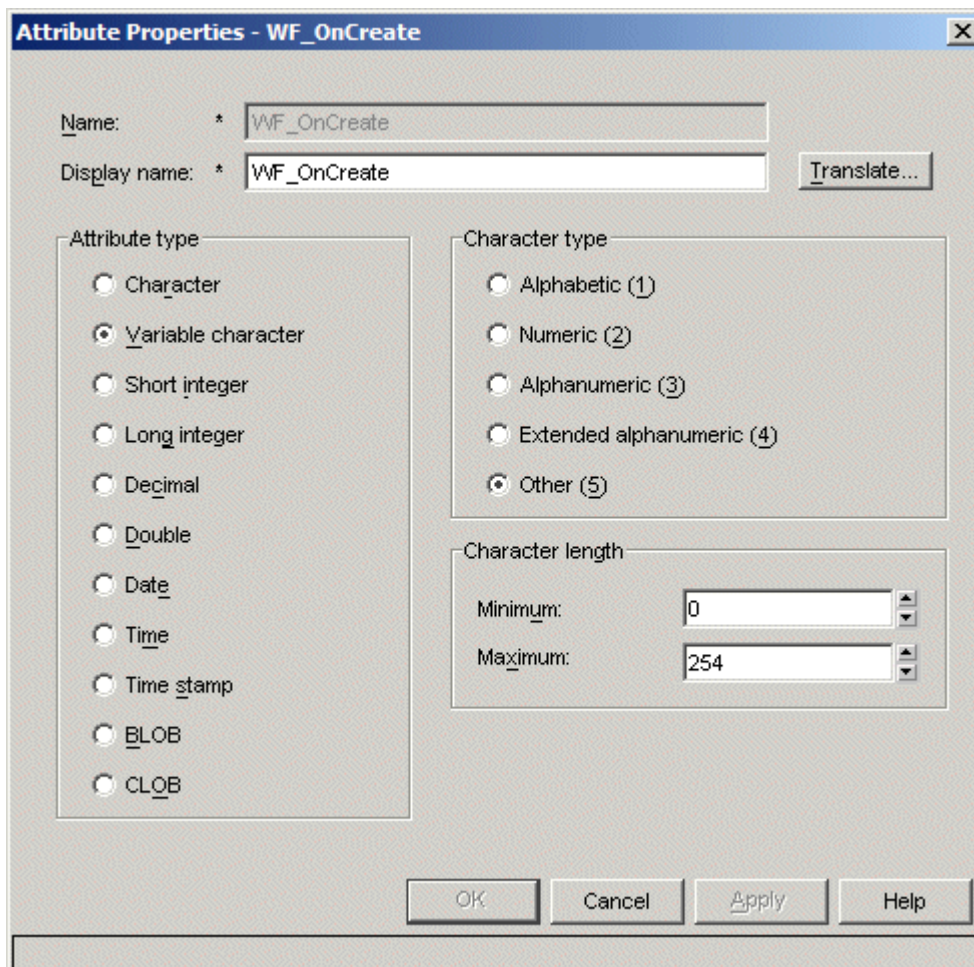 Attribute Properties - WF_OnCreate
Name: * WF_OnCreate
Display name: * WF_OnCreate Translate...
Attribute type
Character
Variable character
Short integer
Long integer
Decimal
Double
Date
Time
Time stamp
BLOB
CLOB
Character type
Alphabetic (1)
Numeric (2)
Alphanumeric (3)
Extended alphanumeric (4)
Other (5)
Character length
Minimum: 0
Maximum: 254
OK Cancel Apply Help